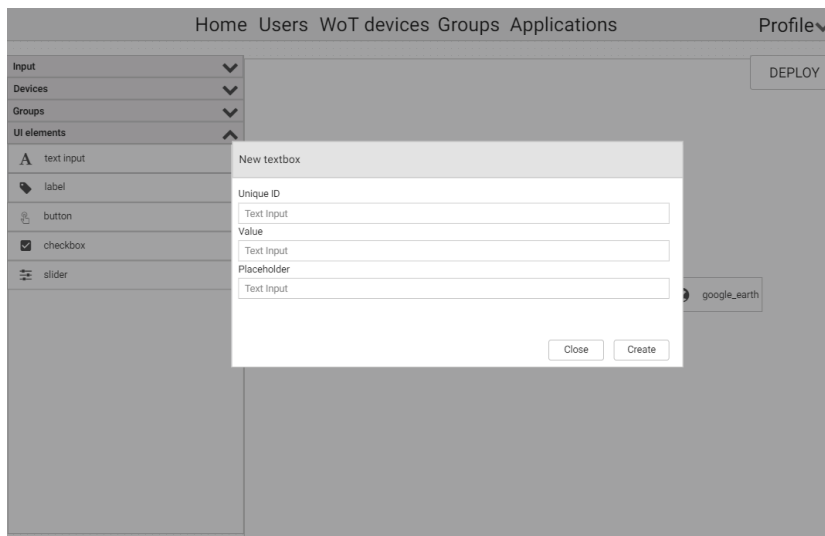 Home Users WoT devices Groups Applications Profile
Input
Devices
Groups
UI elements
text input
label
button
checkbox
slider
DEPLOY
New textbox
Unique ID
Text Input
Value
Text Input
Placeholder
Text Input
Close Create
google_earth